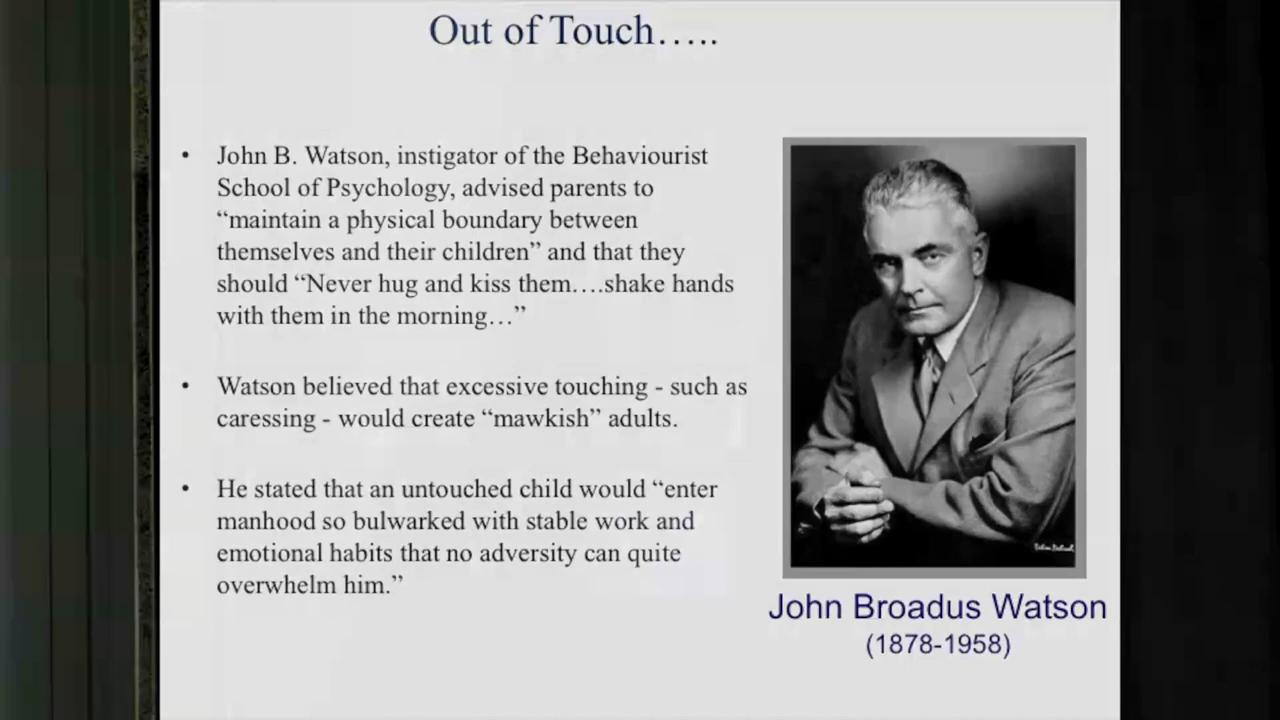 Out of Touch…..
• John B. Watson, instigator of the Behaviourist
School of Psychology, advised parents to
“maintain a physical boundary between
themselves and their children” and that they
should “Never hug and kiss them….shake hands
with them in the morning…”
• Watson believed that excessive touching - such as
caressing - would create “mawkish” adults.
• He stated that an untouched child would “enter
manhood so bulwarked with stable work and
emotional habits that no adversity can quite
overwhelm him.”
John Broadus Watson
(1878-1958)